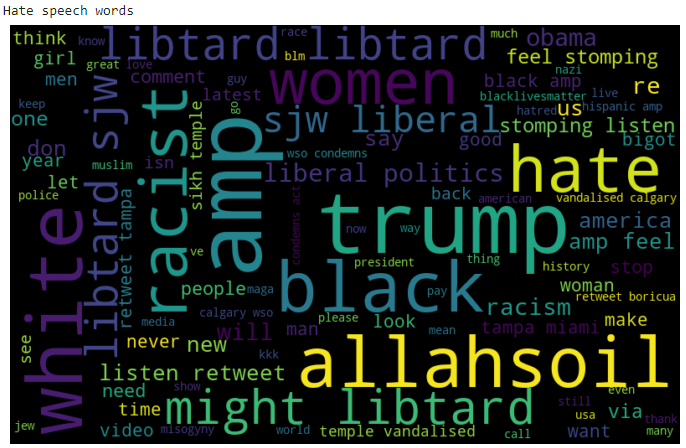 Hate speech words
think
know
libtard libtard
race
much
obama
girl
great love
blm
feel stomping
men
comment
guy
women
nazi
black amp
re
keep
latest
blacklivesmatter
live
us
hispanic amp
one
sjw liberal
hatred
stomping listen
don
go
say
good
bigot
year
isn
sikh temple
wso condemns
hate
let
muslim
liberal politics
police
racist
amp
back
american
vandalised calgary
libtard sjw
condemns act
trump
america
white
retweet tampa
now
way
amp feel
ve
president
thing
history
stop
people
maga
black
pay
woman
retweet boricua
media
calgary wso
please
racism
see
never
new
will
man
look
mean
tampa miami
make
kkk
allahsoil
listen retweet
need
show
might libtard
still
even
time
usa
via
thank
jew
video
misogyny
world
temple vandalised
call
want
many